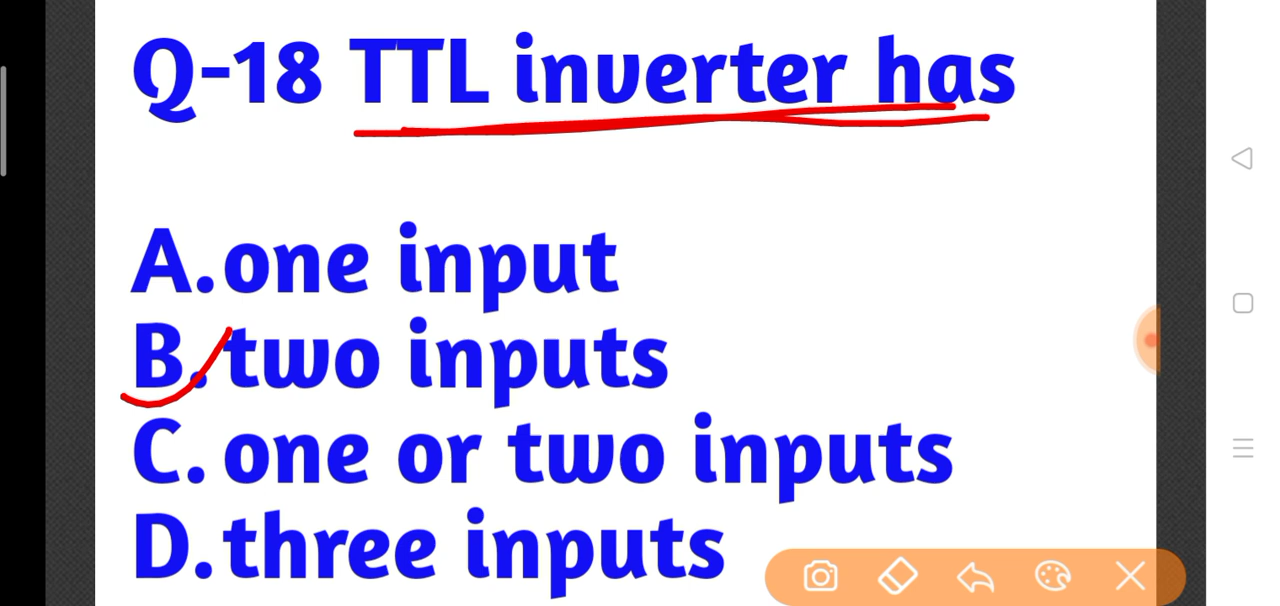 Q-18 TTL inverter has
A.one input
B.two inputs
C.one or two inputs
D.three inputs